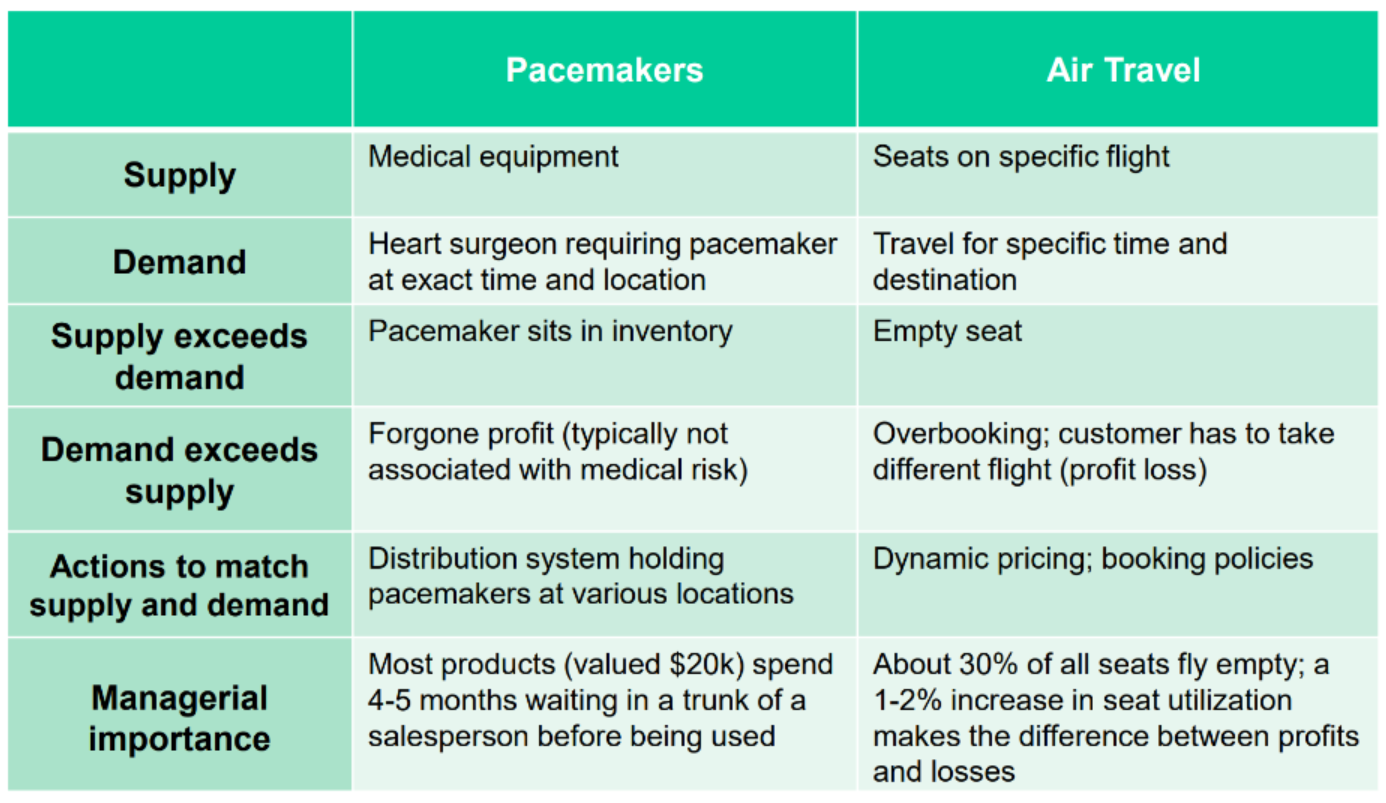 Pacemakers
Air Travel
Supply
Medical equipment
Seats on specific flight
Demand
Heart surgeon requiring pacemaker
at exact time and location
Travel for specific time and
destination
Supply exceeds
demand
Pacemaker sits in inventory
Empty seat
Demand exceeds
supply
Forgone profit (typically not
associated with medical risk)
Overbooking; customer has to take
different flight (profit loss)
Actions to match
supply and demand
Distribution system holding
pacemakers at various locations
Dynamic pricing; booking policies
Managerial
importance
Most products (valued $20k) spend
4-5 months waiting in a trunk of a
salesperson before being used
About 30% of all seats fly empty; a
1-2% increase in seat utilization
makes the difference between profits
and losses